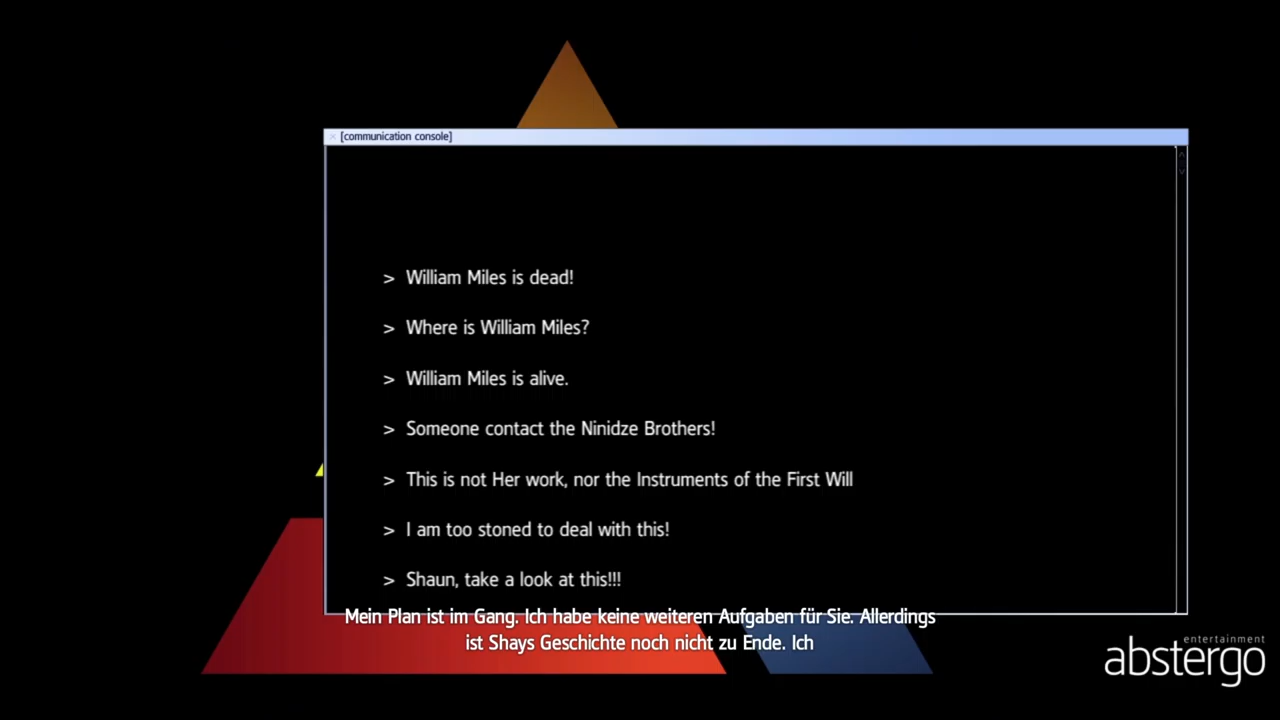 [communication console]
> William Miles is dead!
> Where is William Miles?
> William Miles is alive.
> Someone contact the Ninidze Brothers!
> This is not Her work, nor the Instruments of the First Will
> I am too stoned to deal with this!
> Shaun, take a look at this!!!
Mein Plan ist im Gang. Ich habe keine weiteren Aufgaben für Sie. Allerdings
ist Shays Geschichte noch nicht zu Ende. Ich
entertainment
abstergo